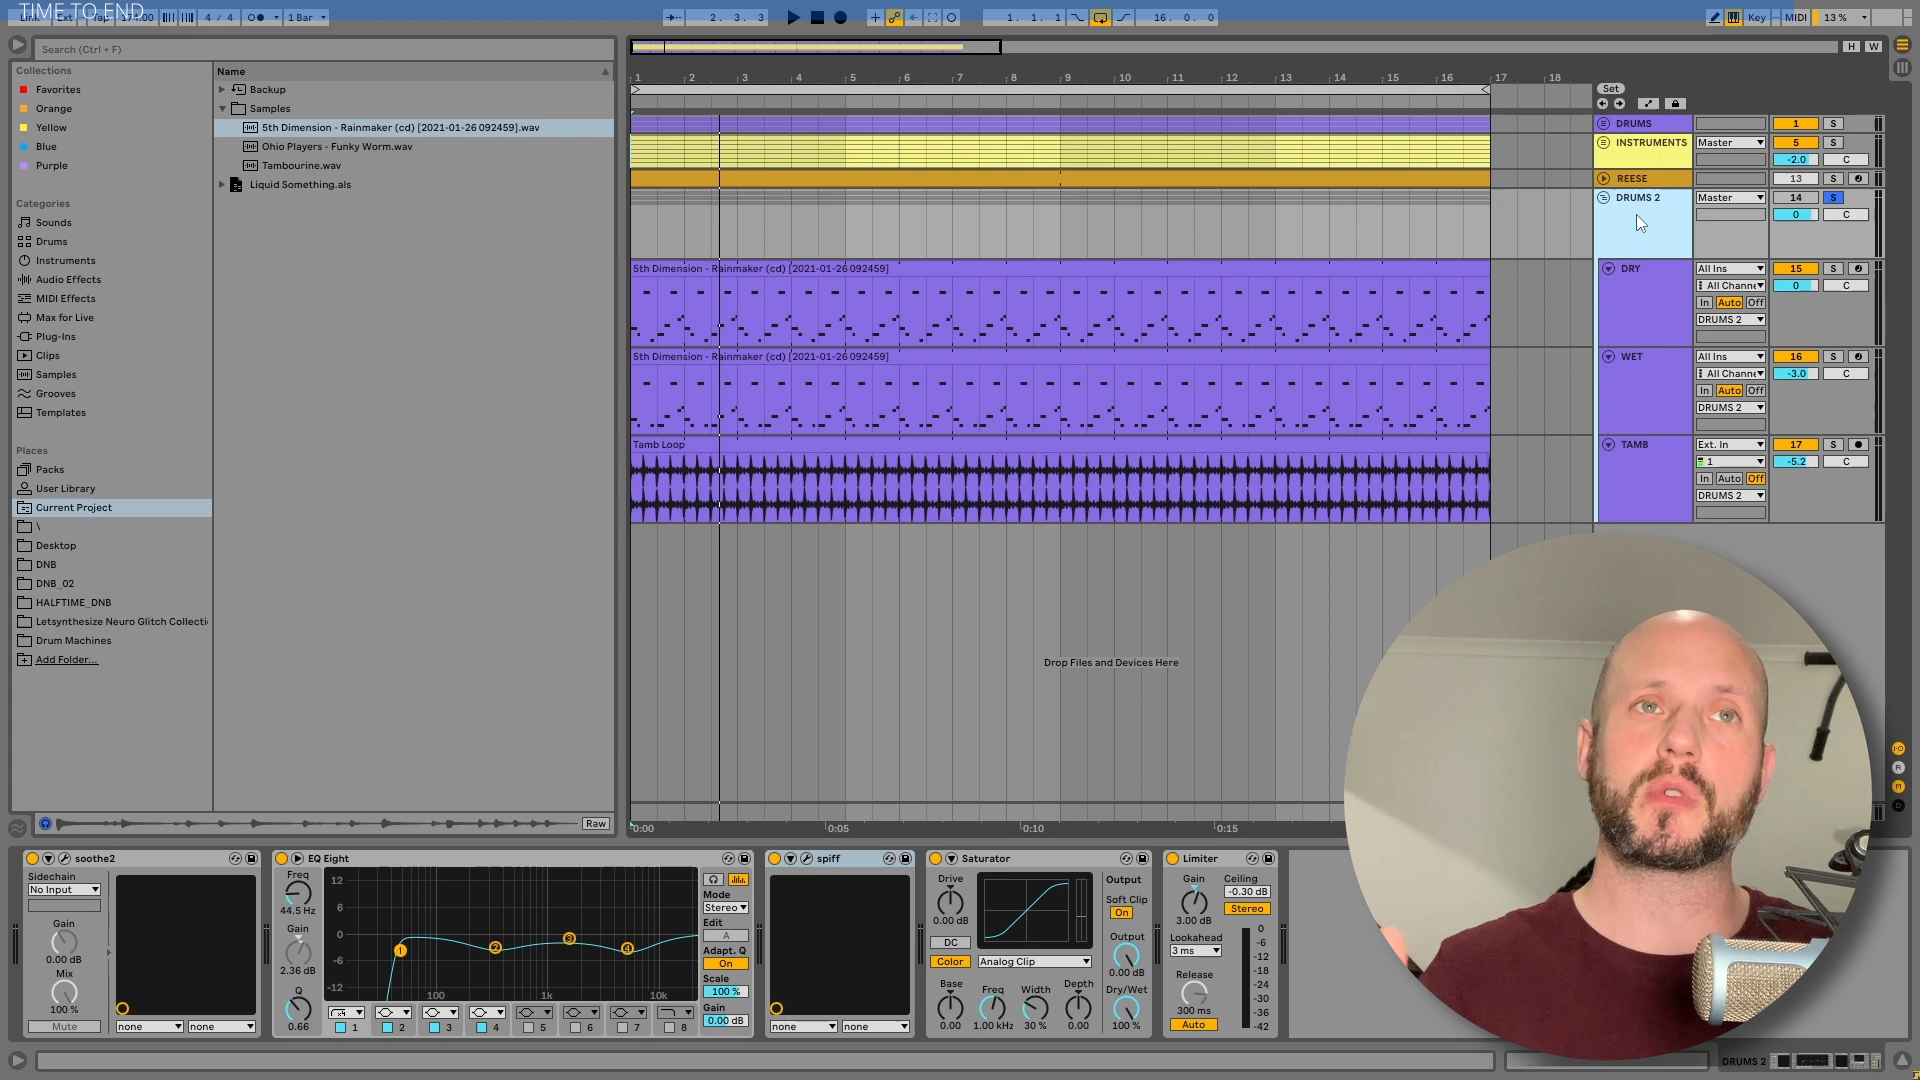 TIME TO END
Link Ext Tap 174.00 4 / 4 1 Bar
2. 3. 3
1. 1. 1 16. 0. 0
Key MIDI 13 %
Search (Ctrl + F)
Collections
Favorites
Orange
Yellow
Blue
Purple
Categories
Sounds
Drums
Instruments
Audio Effects
MIDI Effects
Max for Live
Plug-Ins
Clips
Samples
Grooves
Templates
Places
Packs
User Library
Current Project
\
Desktop
DNB
DNB_02
HALFTIME_DNB
Letsynthesize Neuro Glitch Collecti
Drum Machines
Add Folder...
Name
Backup
Samples
5th Dimension - Rainmaker (cd) [2021-01-26 092459].wav
Ohio Players - Funky Worm.wav
Tambourine.wav
Liquid Something.als
Raw
H W
1 2 3 4 5 6 7 8 9 10 11 12 13 14 15 16 17 18
Set
DRUMS 1 S
INSTRUMENTS Master 5 S
-2.0 C
REESE 13 S
DRUMS 2 Master 14 S
0 C
5th Dimension - Rainmaker (cd) [2021-01-26 092459]
DRY All Ins 15 S
All Channe 0 C
In Auto Off
DRUMS 2
5th Dimension - Rainmaker (cd) [2021-01-26 092459]
WET All Ins 16 S
All Channe -3.0 C
In Auto Off
DRUMS 2
Tamb Loop
TAMB Ext. In 17 S
1 -5.2 C
In Auto Off
DRUMS 2
Drop Files and Devices Here
0:00 0:05 0:10 0:15
I·O
R
M
D
soothe2
Sidechain
No Input
Gain
0.00 dB
Mix
100 %
Mute
none none
EQ Eight
Freq
44.5 Hz
Gain
2.36 dB
Q
0.66
12
6
0
-6
-12
1 2 3 4
100 1k 10k
1 2 3 4 5 6 7 8
Mode
Stereo
Edit
A
Adapt. Q
On
Scale
100 %
Gain
0.00 dB
spiff
none none
Saturator
Drive
0.00 dB
DC
Color
Analog Clip
Base Freq Width Depth
0.00 1.00 kHz 30 % 0.00
Output
Soft Clip
On
Output
0.00 dB
Dry/Wet
100 %
Limiter
Gain
3.00 dB
Ceiling
-0.30 dB
Stereo
Lookahead
3 ms
Release
300 ms
Auto
0
-6
-12
-18
-24
-30
-36
-42
DRUMS 2